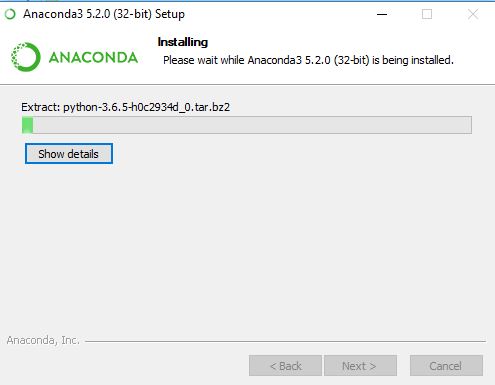 Anaconda3 5.2.0 (32-bit) Setup
Installing
Please wait while Anaconda3 5.2.0 (32-bit) is being installed.
ANACONDA
Extract: python-3.6.5-h0c2934d_0.tar.bz2
Show details
Anaconda, Inc.
< Back
Next >
Cancel